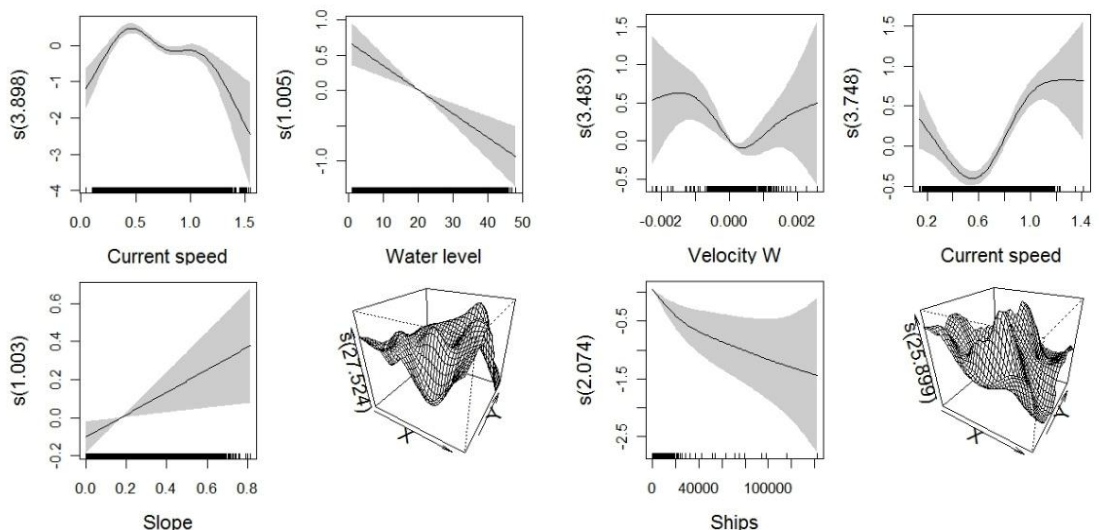 s(3.898)
0
-1
-2
-3
-4
0.0 0.5 1.0 1.5
Current speed
s(1.005)
1.0
0.5
0.0
-1.0
0 10 20 30 40 50
Water level
s(3.483)
1.5
1.0
0.5
0.0
-0.5
-0.002 0.000 0.002
Velocity W
s(3.748)
1.5
1.0
0.5
0.0
-0.5
0.2 0.6 1.0 1.4
Current speed
s(1.003)
0.6
0.4
0.2
0.0
-0.2
0.0 0.2 0.4 0.6 0.8
Slope
s(27.524)
X
Y
s(2.074)
-0.5
-1.5
-2.5
0 40000 100000
Ships
s(25.899)
X
Y